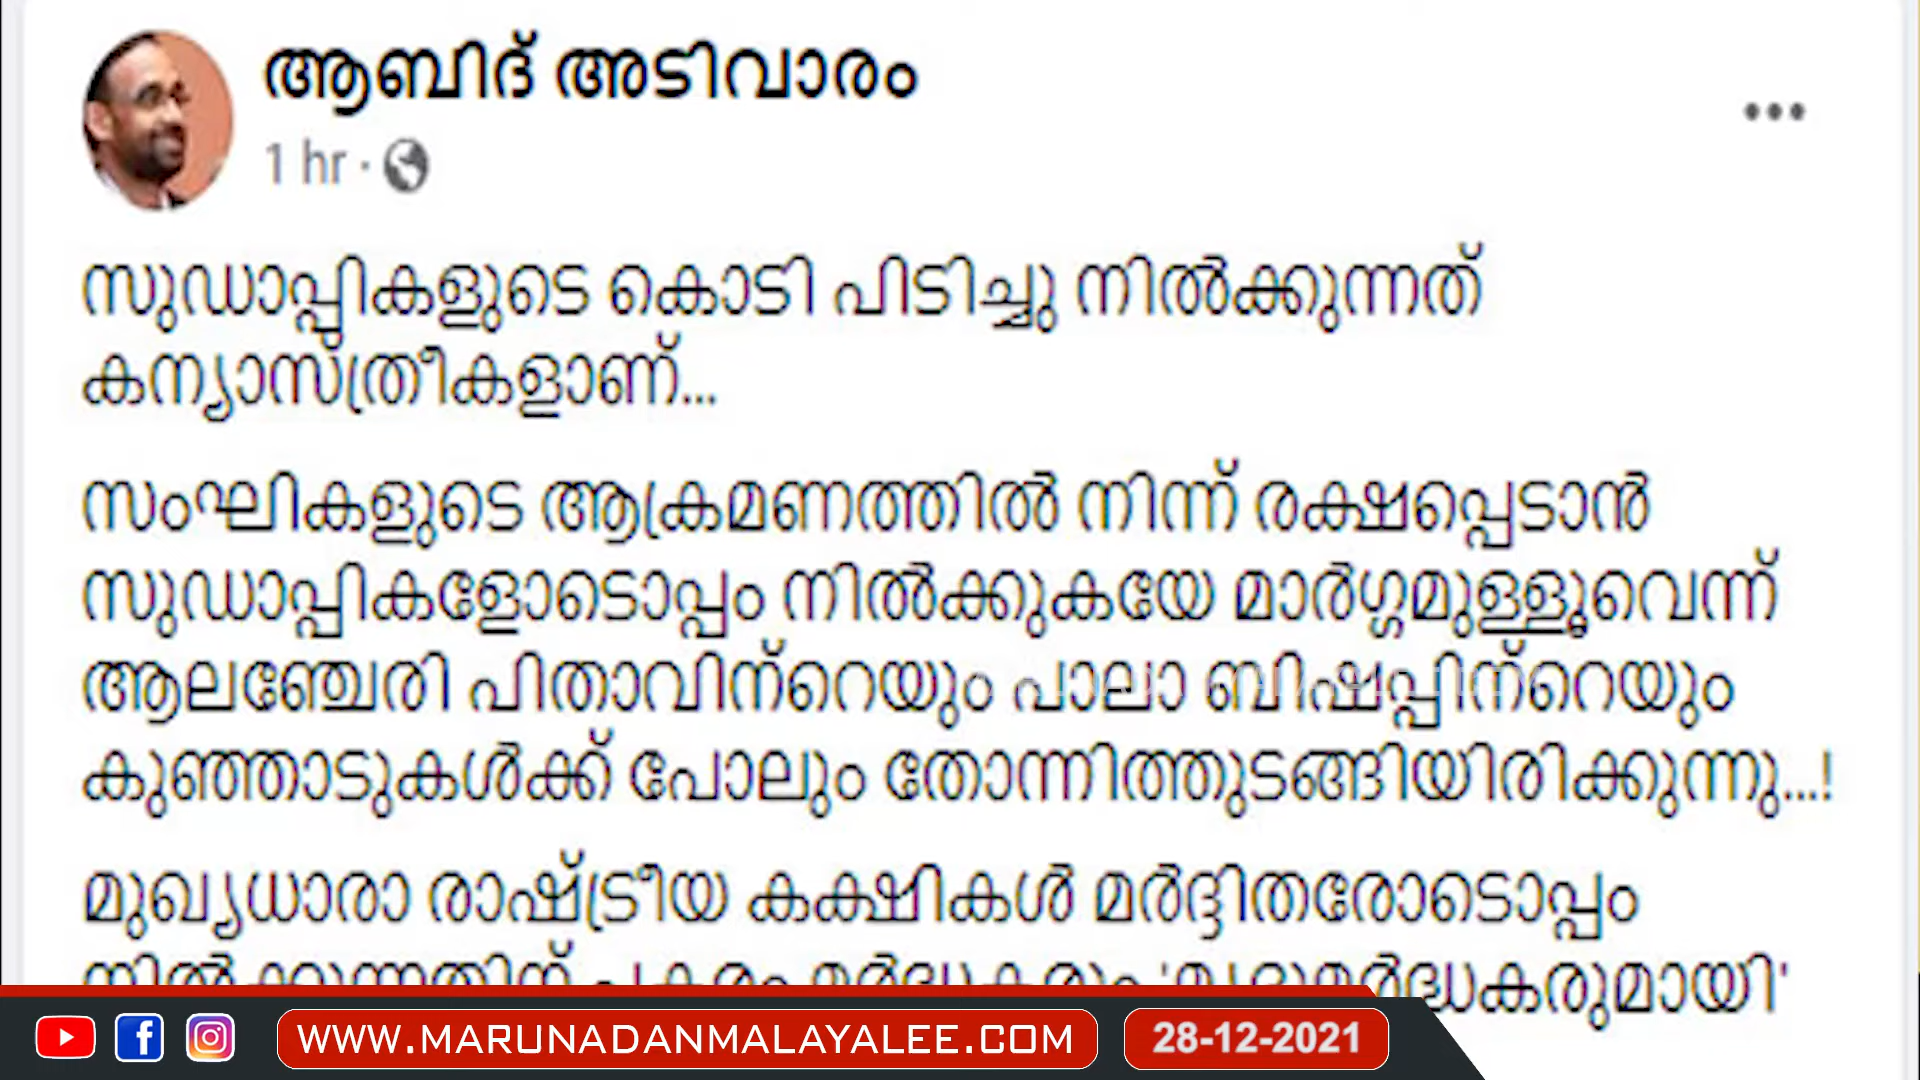 ആബിദ് അടിവാരം
1 hr ·
സുഡാപ്പികളുടെ കൊടി പിടിച്ചു നിൽക്കുന്നത്
കന്യാസ്ത്രീകളാണ്...
സംഘികളുടെ ആക്രമണത്തിൽ നിന്ന് രക്ഷപ്പെടാൻ
സുഡാപ്പികളോടൊപ്പം നിൽക്കുകയേ മാർഗ്ഗമുള്ളൂവെന്ന്
ആലഞ്ചേരി പിതാവിന്റെയും പാലാ ബിഷപ്പിന്റെയും
കുഞ്ഞാടുകൾക്ക് പോലും തോന്നിത്തുടങ്ങിയിരിക്കുന്നു...!
മുഖ്യധാരാ രാഷ്ട്രീയ കക്ഷികൾ മർദ്ദിതരോടൊപ്പം
WWW.MARUNADANMALAYALEE.COM
28-12-2021